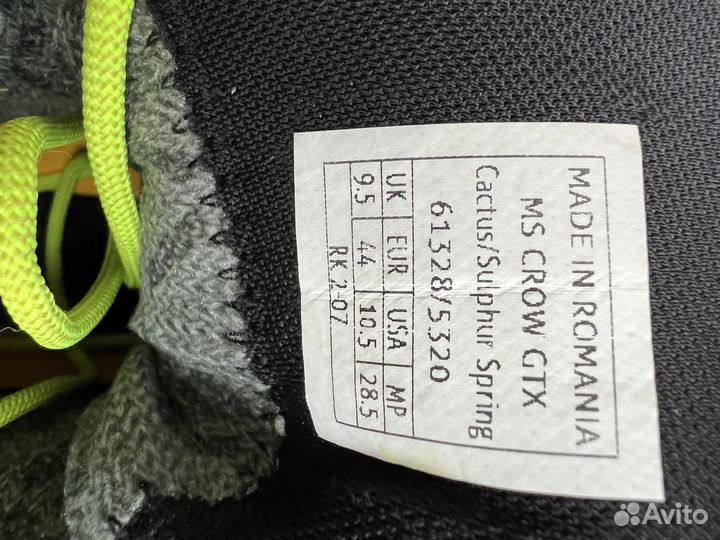 MADE IN ROMANIA
MS CROW GTX
Cactus/Sulphur Spring
61328/5320
UK EUR USA MP
9.5 44 10.5 28.5
RK 2-07
Avito